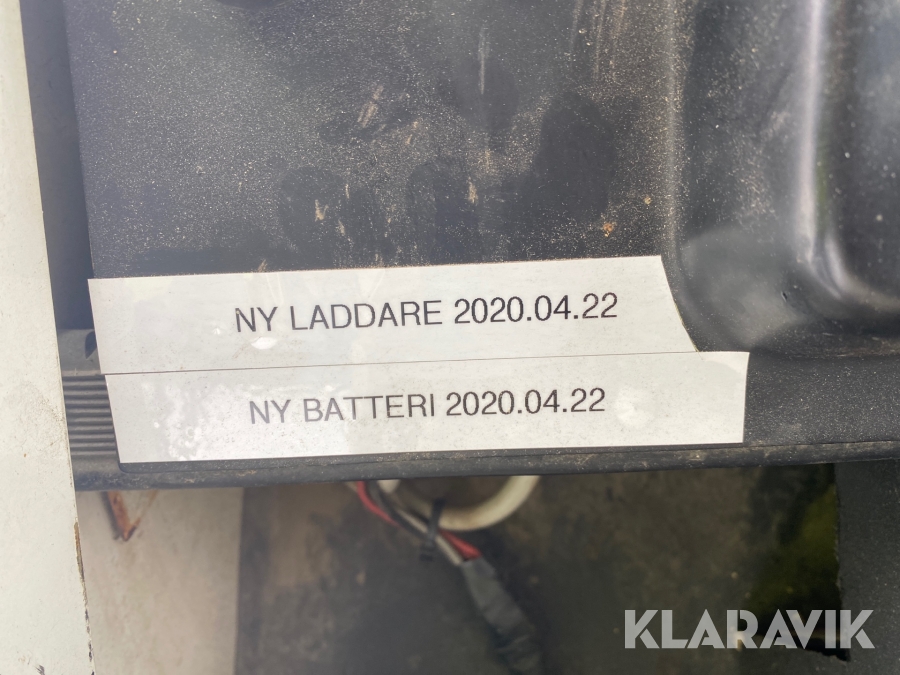 NY LADDARE 2020.04.22
NY BATTERI 2020.04.22
KLARAVIK